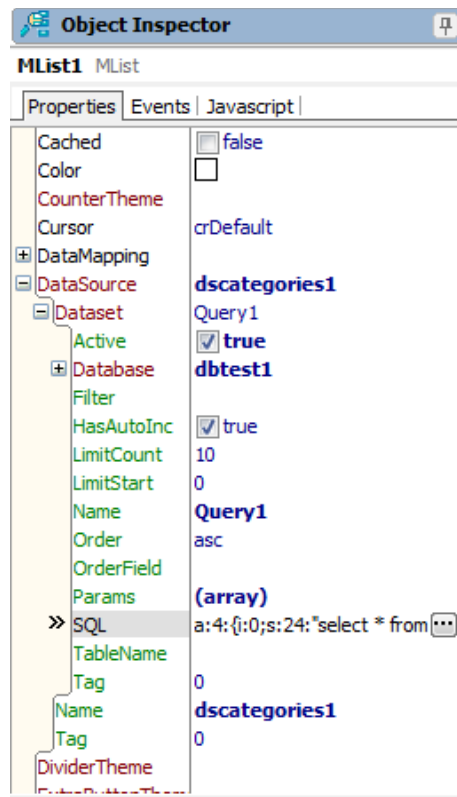 Object Inspector
MList1 MList
Properties Events Javascript
Cached false
Color
CounterTheme
Cursor crDefault
DataMapping
DataSource dscategories1
Dataset Query1
Active true
Database dbtest1
Filter
HasAutoInc true
LimitCount 10
LimitStart 0
Name Query1
Order asc
OrderField
Params (array)
SQL a:4:{i:0;s:24:"select * from
TableName
Tag 0
Name dscategories1
Tag 0
DividerTheme